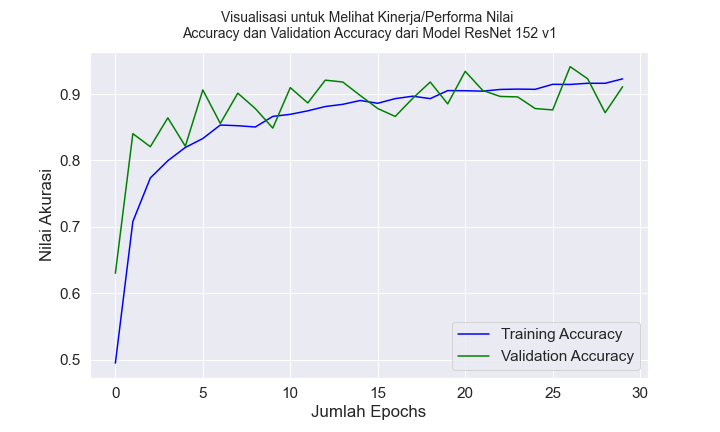 Visualisasi untuk Melihat Kinerja/Performa Nilai
Accuracy dan Validation Accuracy dari Model ResNet 152 v1
Nilai Akurasi
0.9
0.8
0.7
0.6
0.5
Training Accuracy
Validation Accuracy
0 5 10 15 20 25 30
Jumlah Epochs